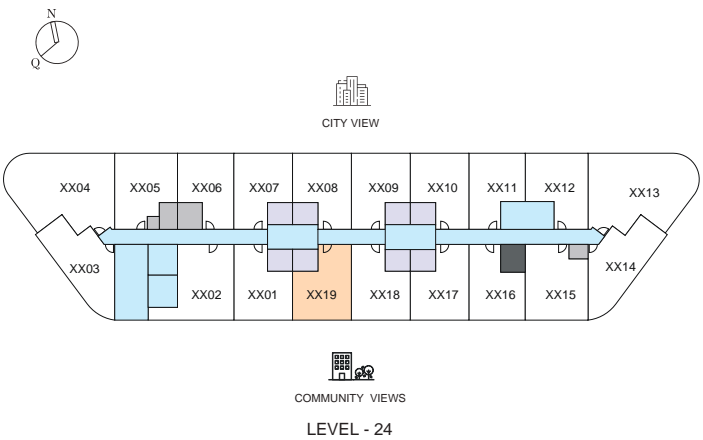 N
Q
CITY VIEW
XX04 XX05 XX06 XX07 XX08 XX09 XX10 XX11 XX12 XX13
XX03 XX02 XX01 XX19 XX18 XX17 XX16 XX15 XX14
COMMUNITY VIEWS
LEVEL - 24